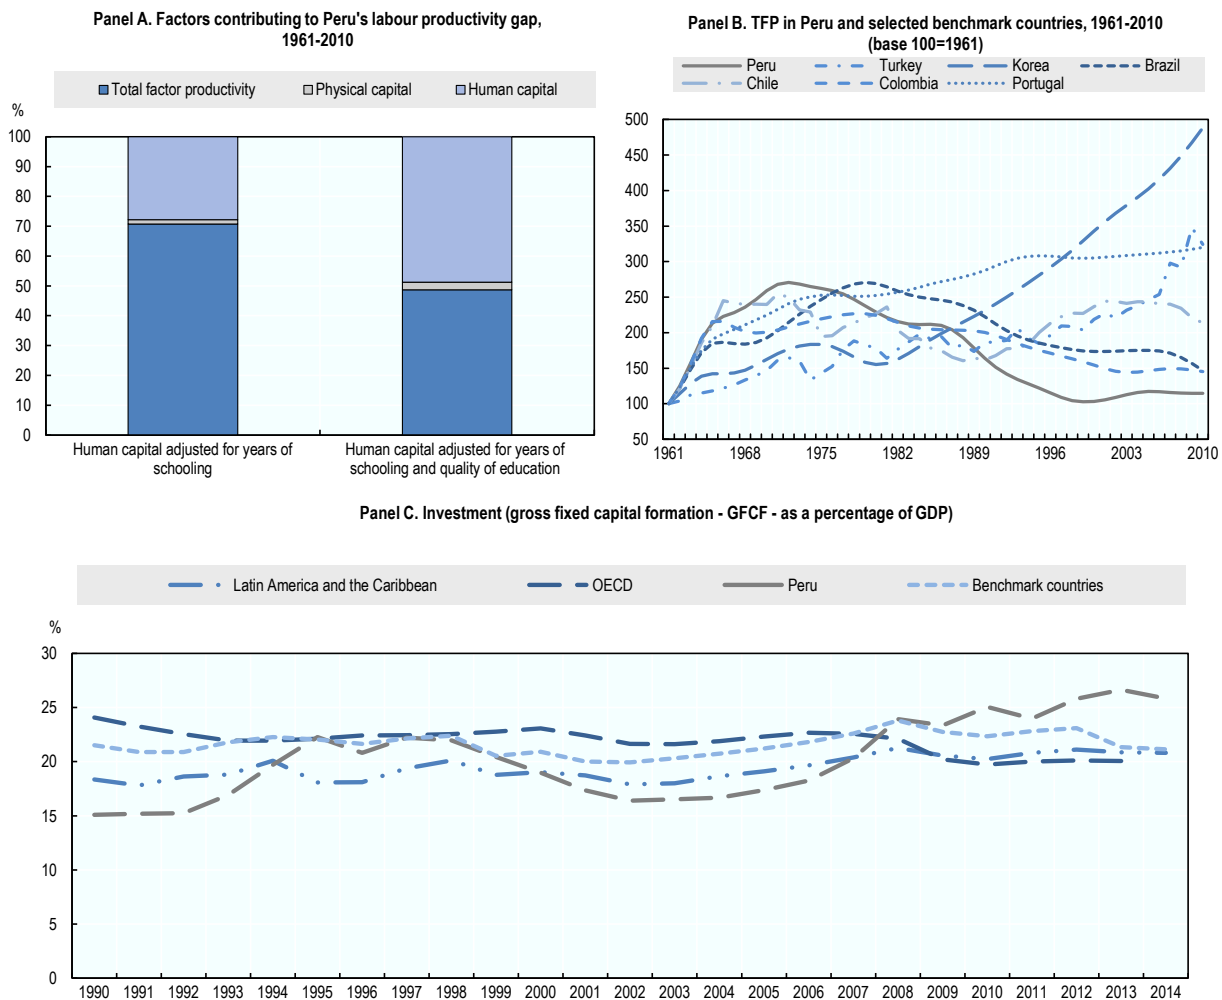 Panel A. Factors contributing to Peru's labour productivity gap,
1961-2010
Total factor productivity Physical capital Human capital
%
100
90
80
70
60
50
40
30
20
10
0
Human capital adjusted for years of
schooling
Human capital adjusted for years of
schooling and quality of education
Panel B. TFP in Peru and selected benchmark countries, 1961-2010
(base 100=1961)
Peru Turkey Korea Brazil
Chile Colombia Portugal
500
450
400
350
300
250
200
150
100
50
1961 1968 1975 1982 1989 1996 2003 2010
Panel C. Investment (gross fixed capital formation - GFCF - as a percentage of GDP)
Latin America and the Caribbean OECD Peru Benchmark countries
%
30
25
20
15
10
5
0
1990 1991 1992 1993 1994 1995 1996 1997 1998 1999 2000 2001 2002 2003 2004 2005 2006 2007 2008 2009 2010 2011 2012 2013 2014